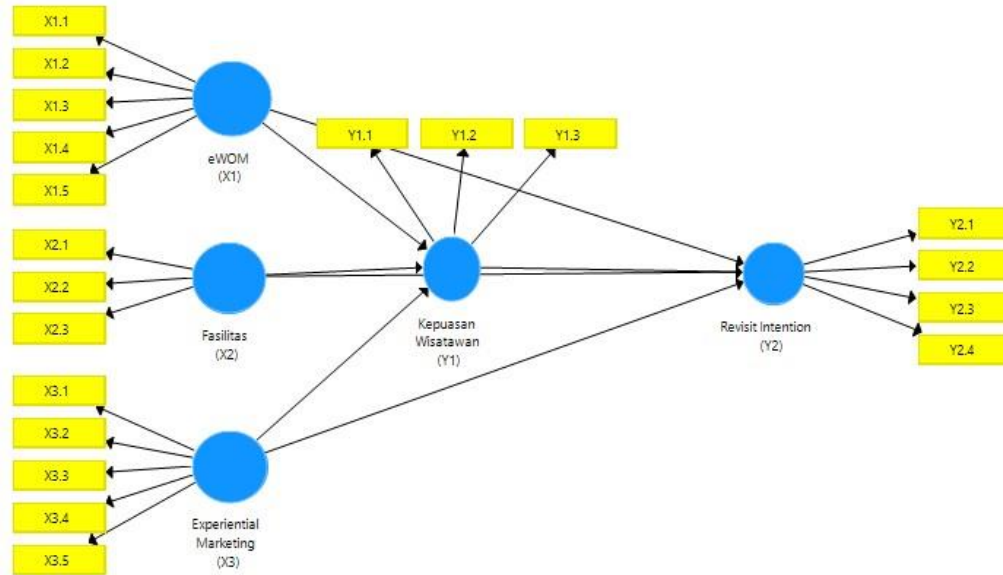 X1.1
X1.2
X1.3
X1.4
X1.5
eWOM
(X1)
Y1.1
Y1.2
Y1.3
X2.1
X2.2
X2.3
Fasilitas
(X2)
Kepuasan
Wisatawan
(Y1)
Revisit Intention
(Y2)
Y2.1
Y2.2
Y2.3
Y2.4
X3.1
X3.2
X3.3
X3.4
X3.5
Experiential
Marketing
(X3)